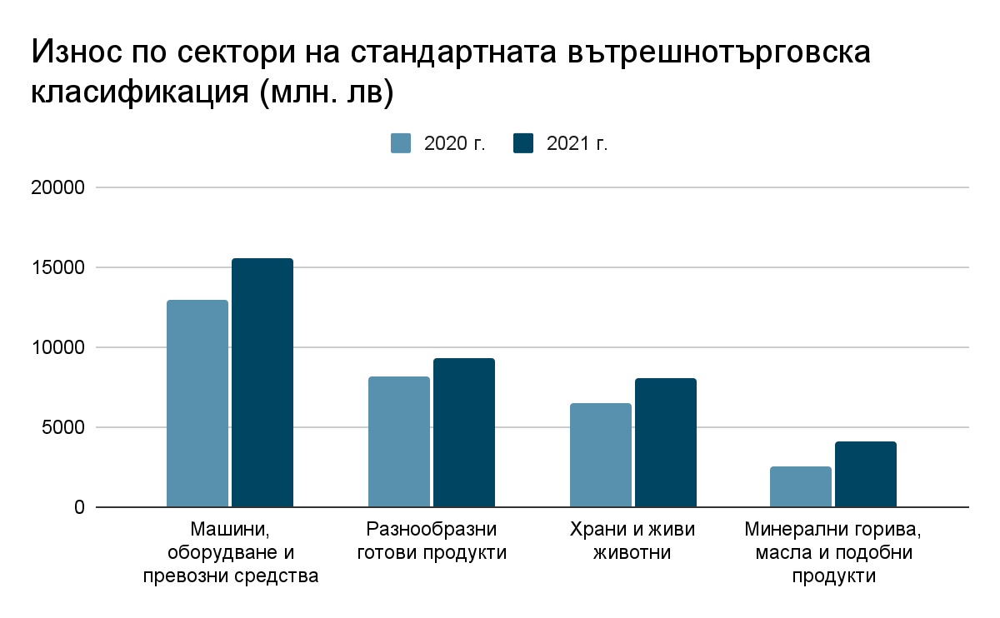 Износ по сектори на стандартната вътрешнотърговска
класификация (млн. лв)
2020 г. 2021 г.
20000
15000
10000
5000
0
Машини,
оборудване и
превозни средства
Разнообразни
готови продукти
Храни и живи
животни
Минерални горива,
масла и подобни
продукти